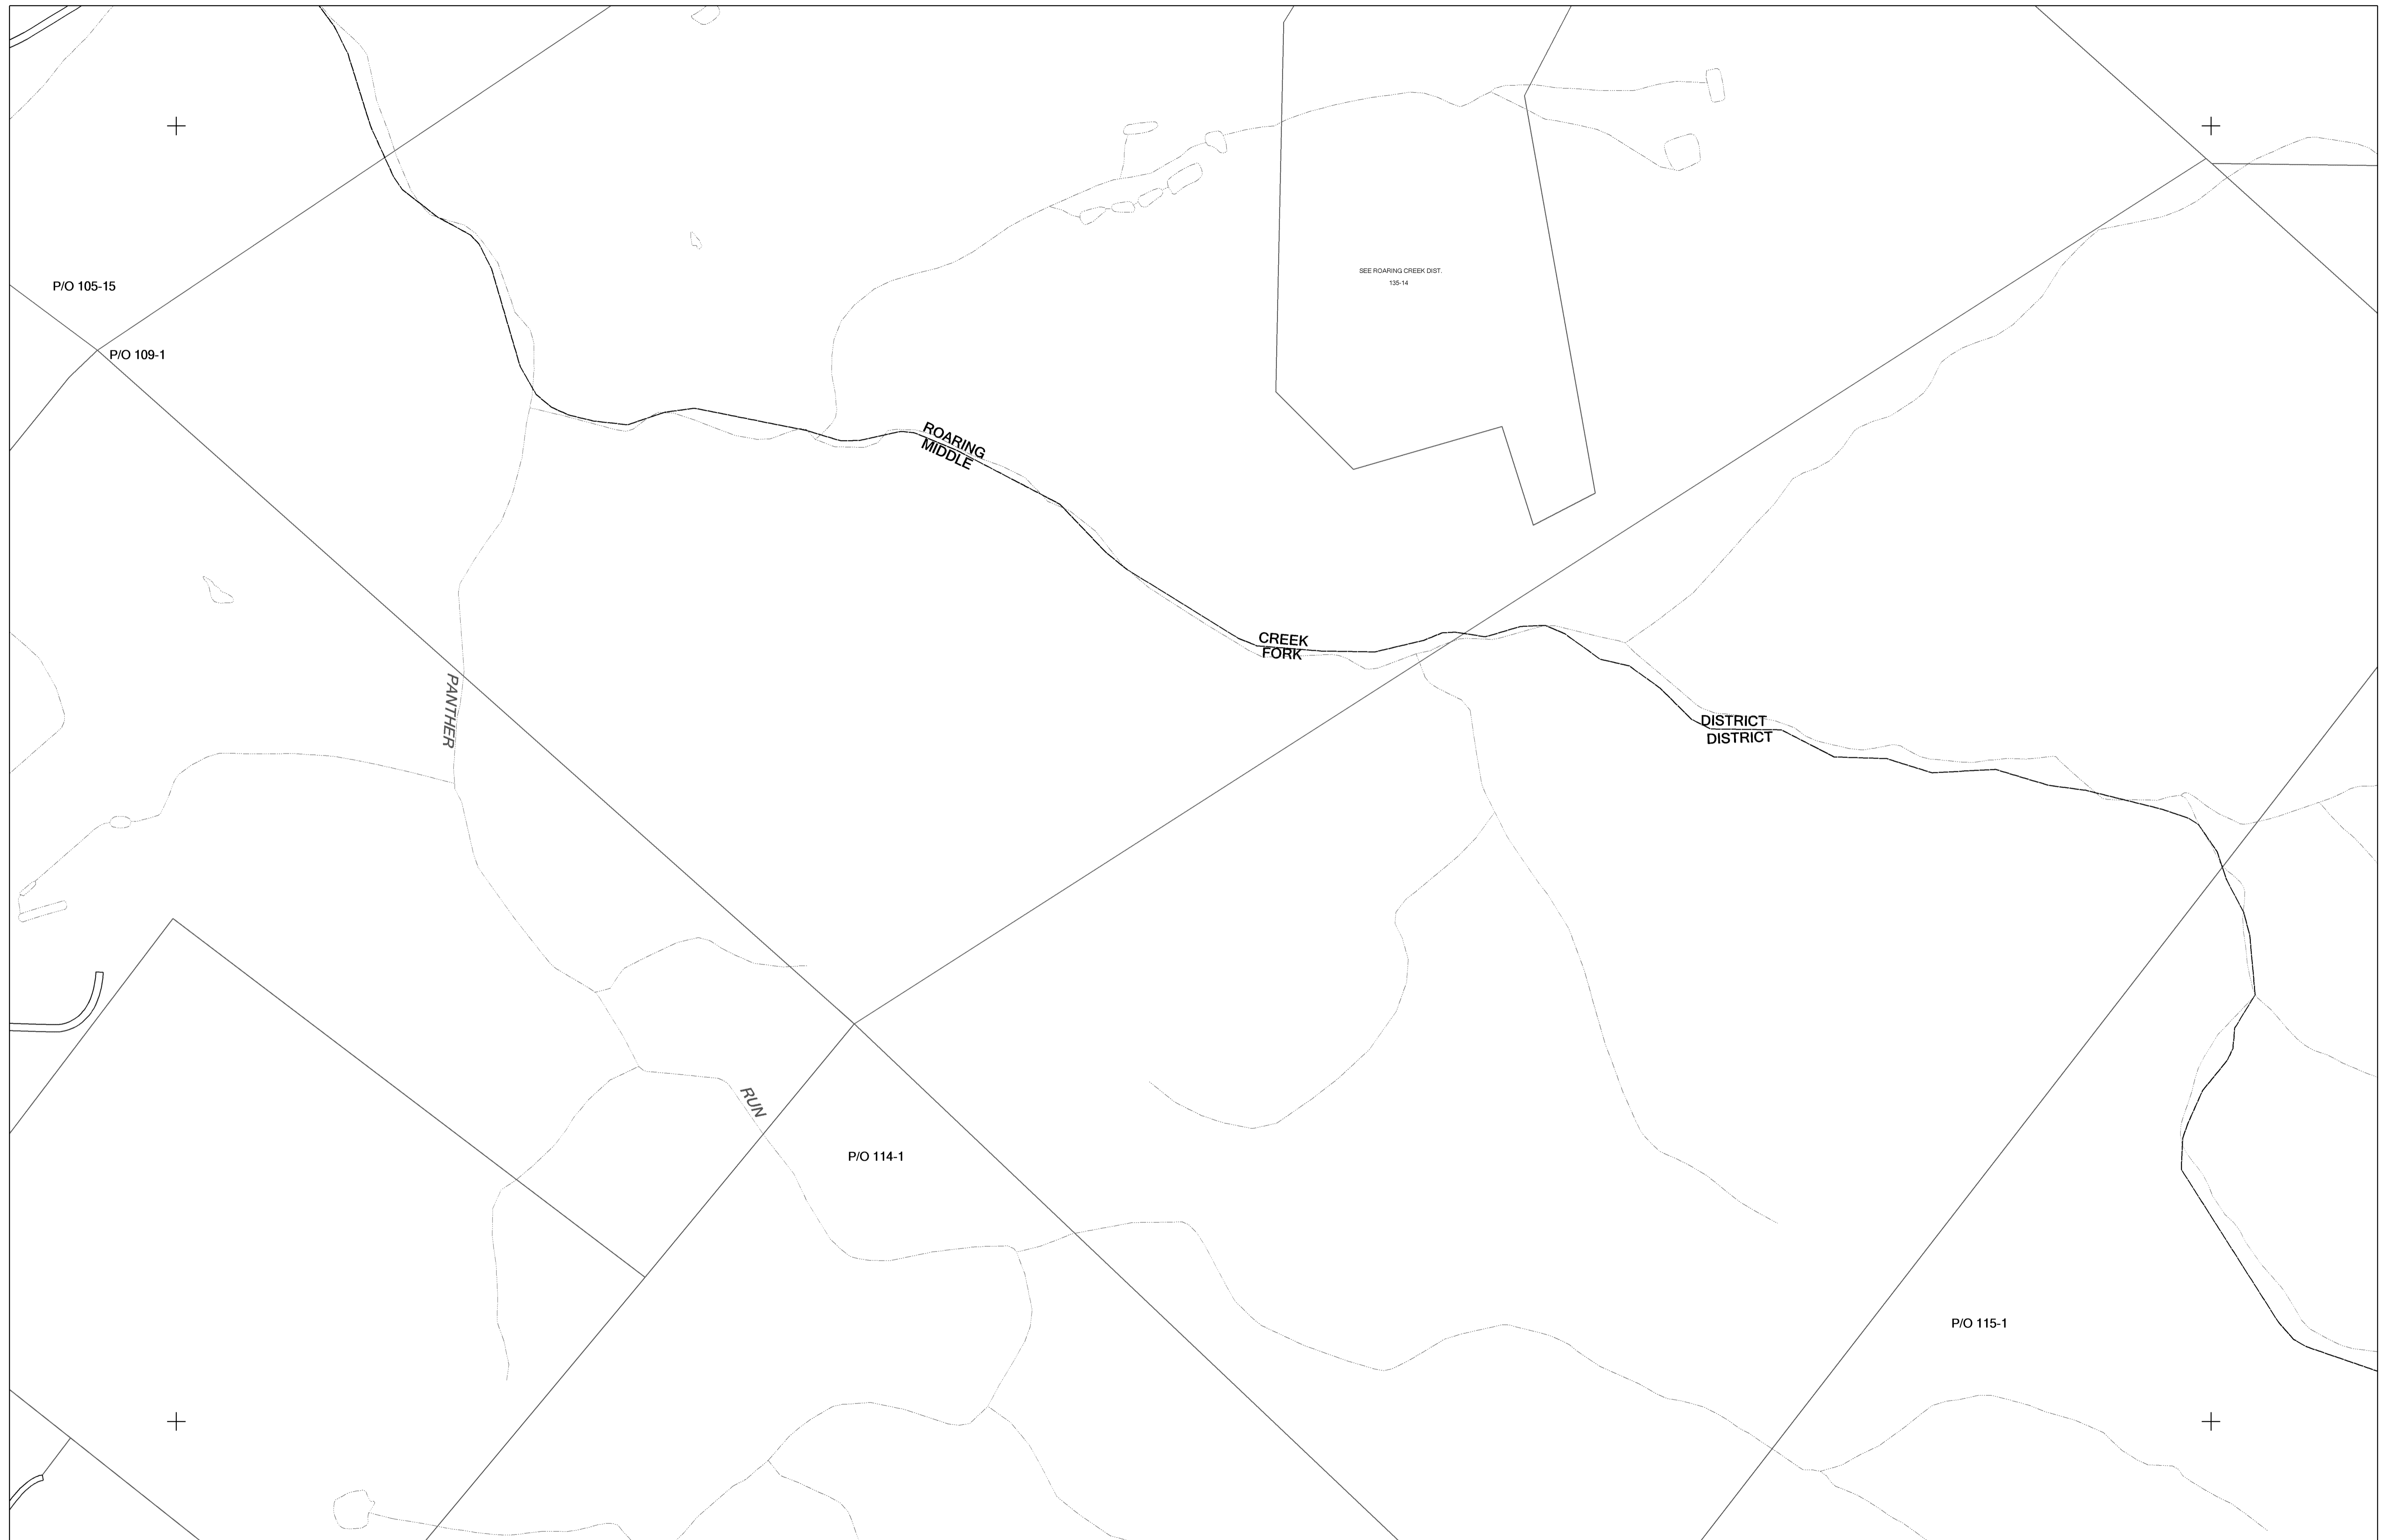 SEE ROARING CREEK DIST.
135-14
P/O 105-15
P/O 109-1
ROARING
MIDDLE
CREEK
FORK
DISTRICT
DISTRICT
PANTHER
RUN
P/O 114-1
P/O 115-1